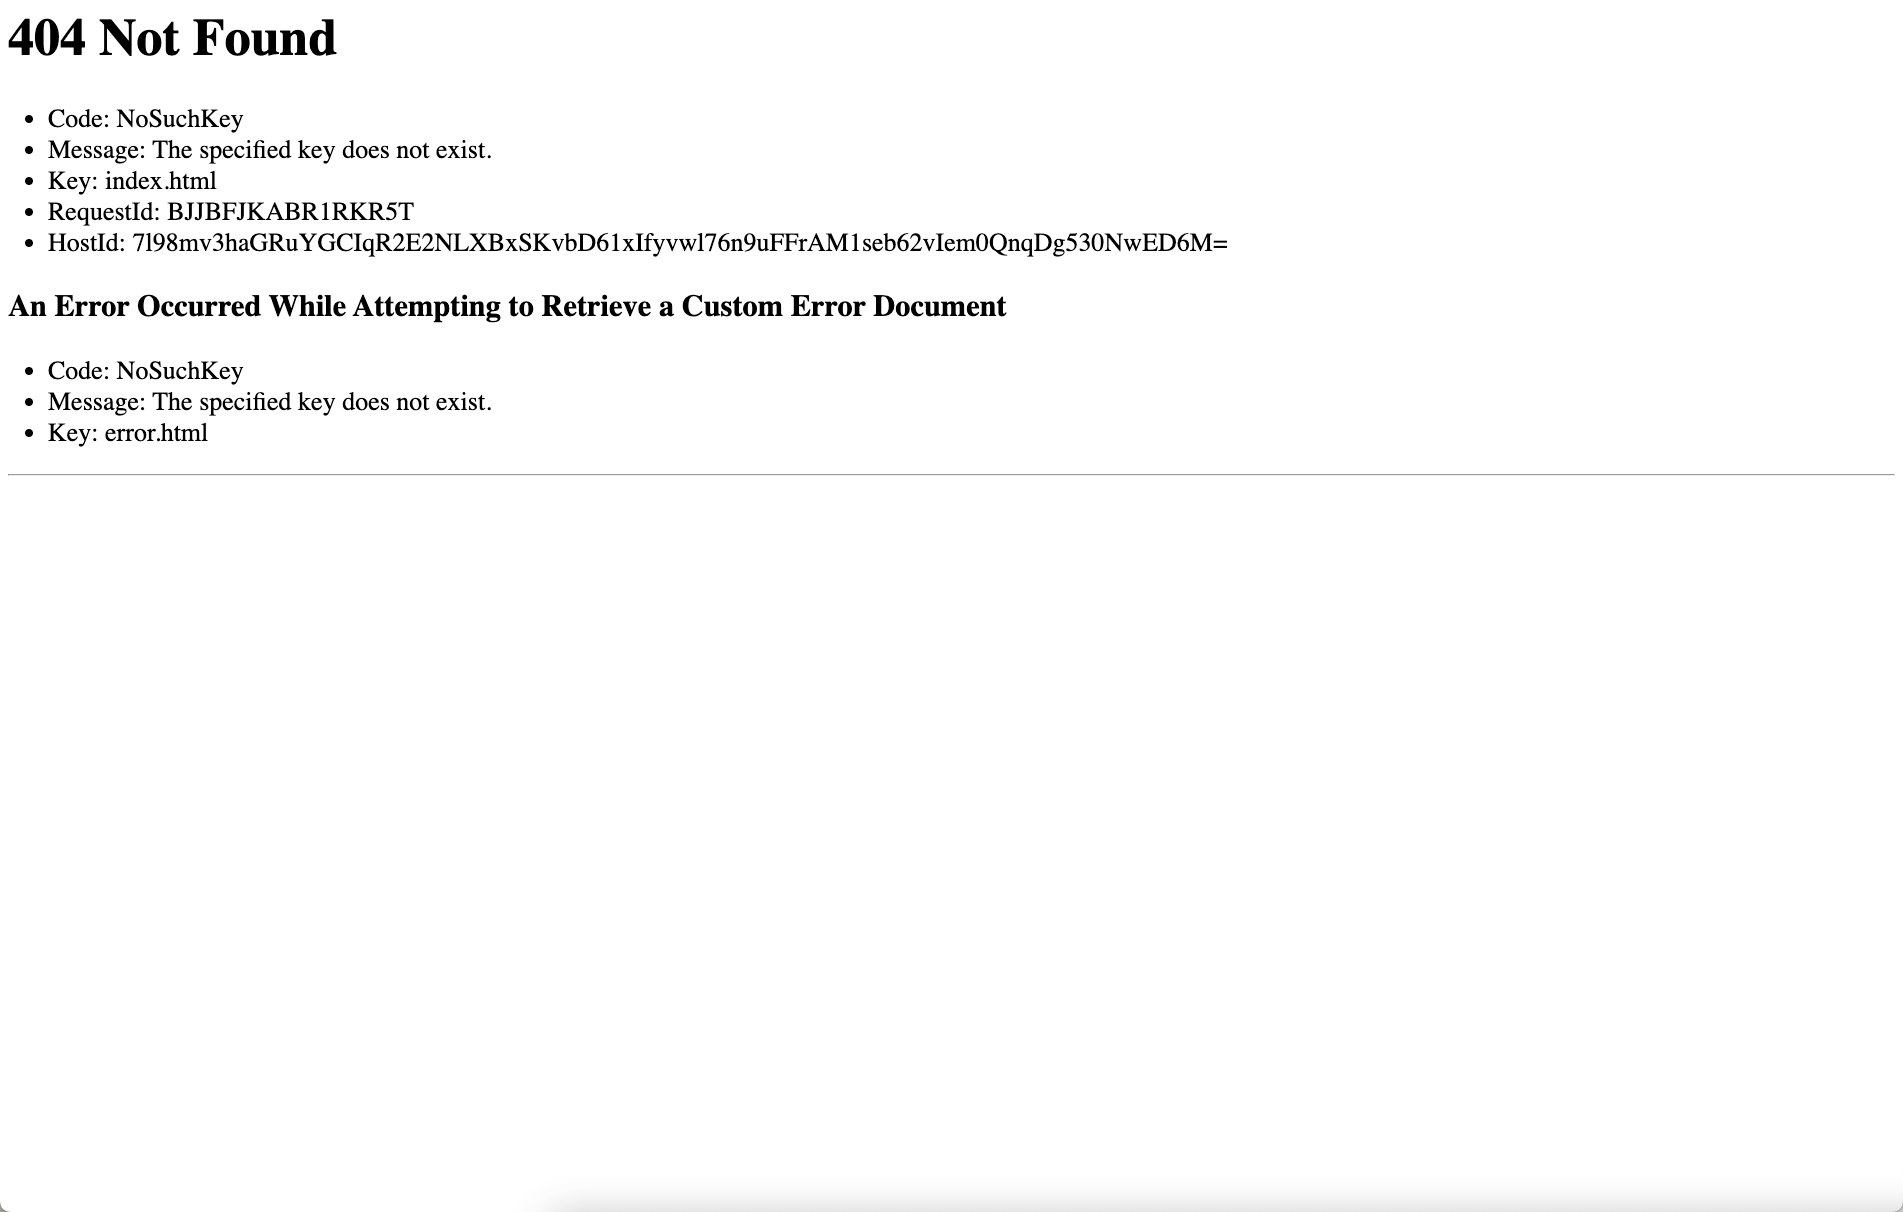 404 Not Found
Code: NoSuchKey
Message: The specified key does not exist.
Key: index.html
RequestId: BJJBFJKABR1RKR5T
HostId: 7l98mv3haGRuYGCIqR2E2NLXBxSKvbD61xIfyvwl76n9uFFrAM1seb62vIem0QnqDg530NwED6M=
An Error Occurred While Attempting to Retrieve a Custom Error Document
Code: NoSuchKey
Message: The specified key does not exist.
Key: error.html